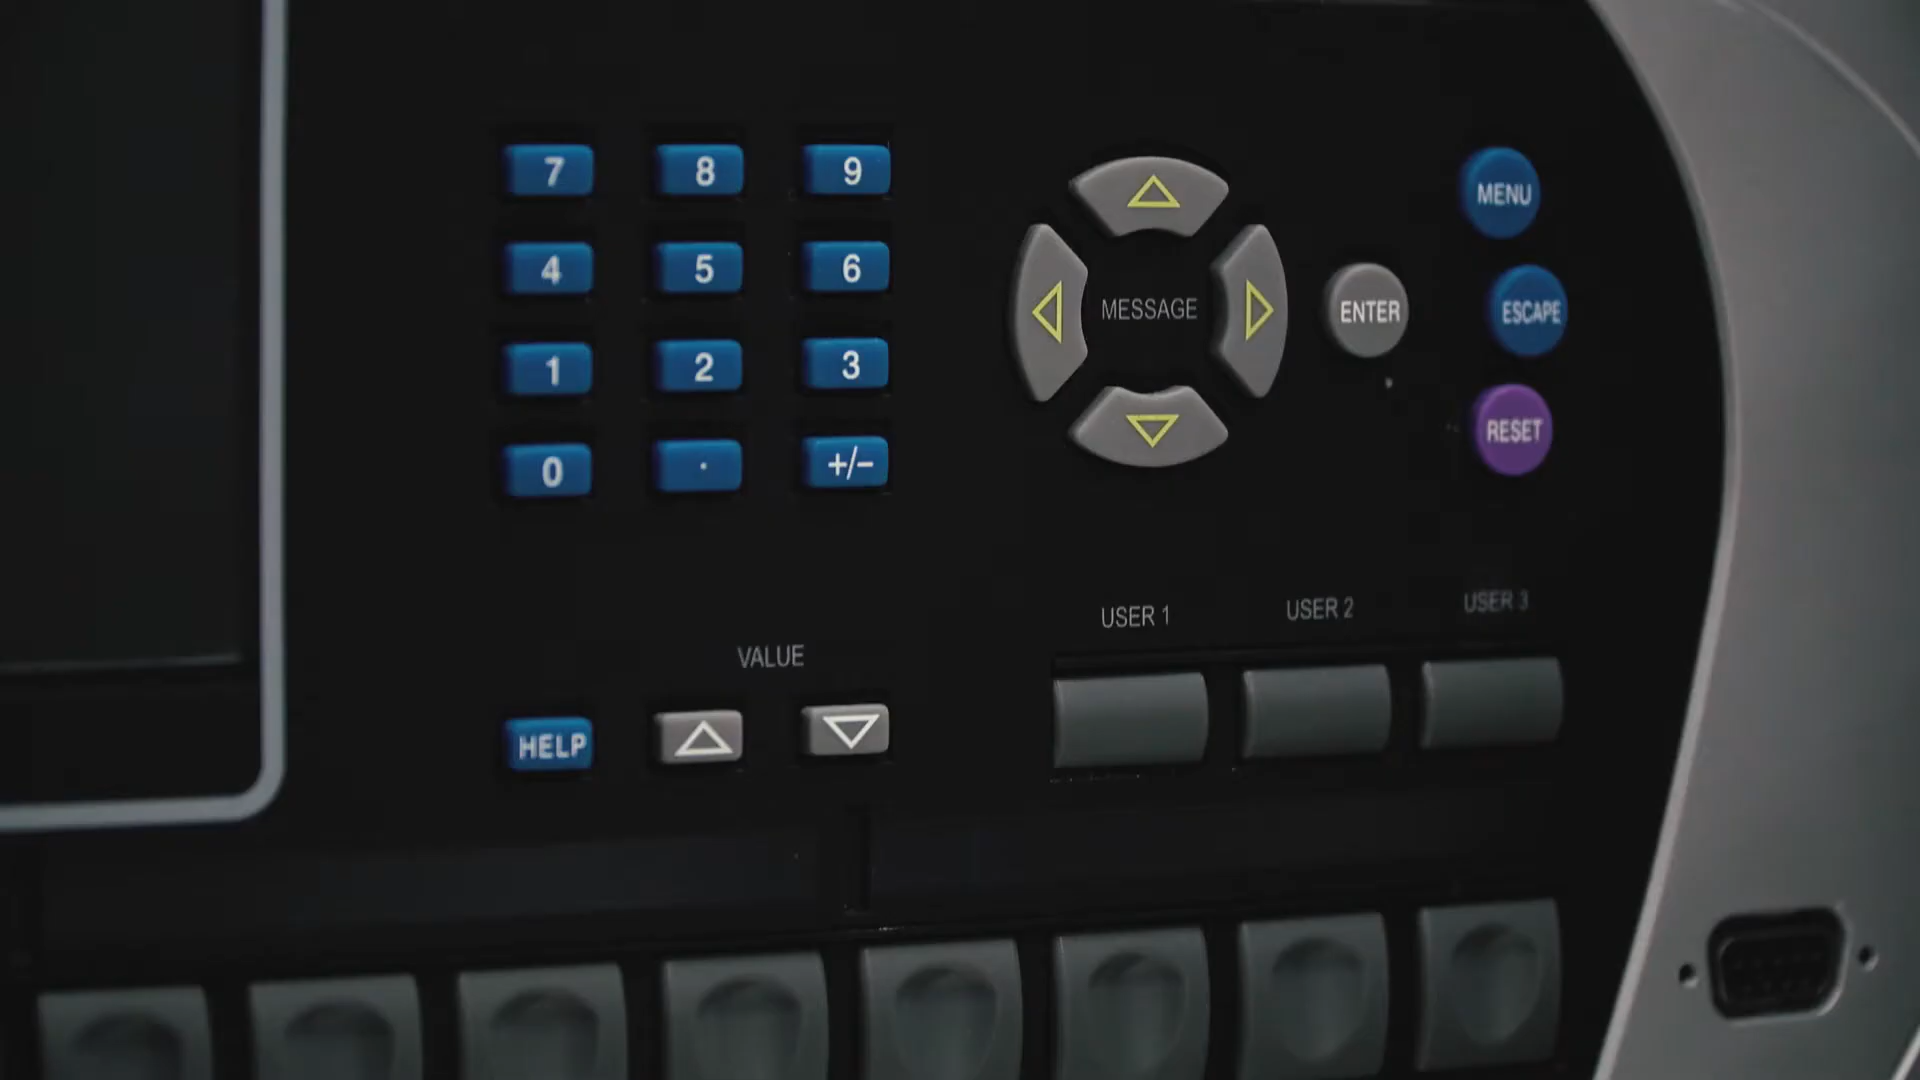 7 8 9
4 5 6
1 2 3
0 . +/-
MESSAGE
ENTER
MENU
ESCAPE
RESET
VALUE
HELP
USER 1 USER 2 USER 3